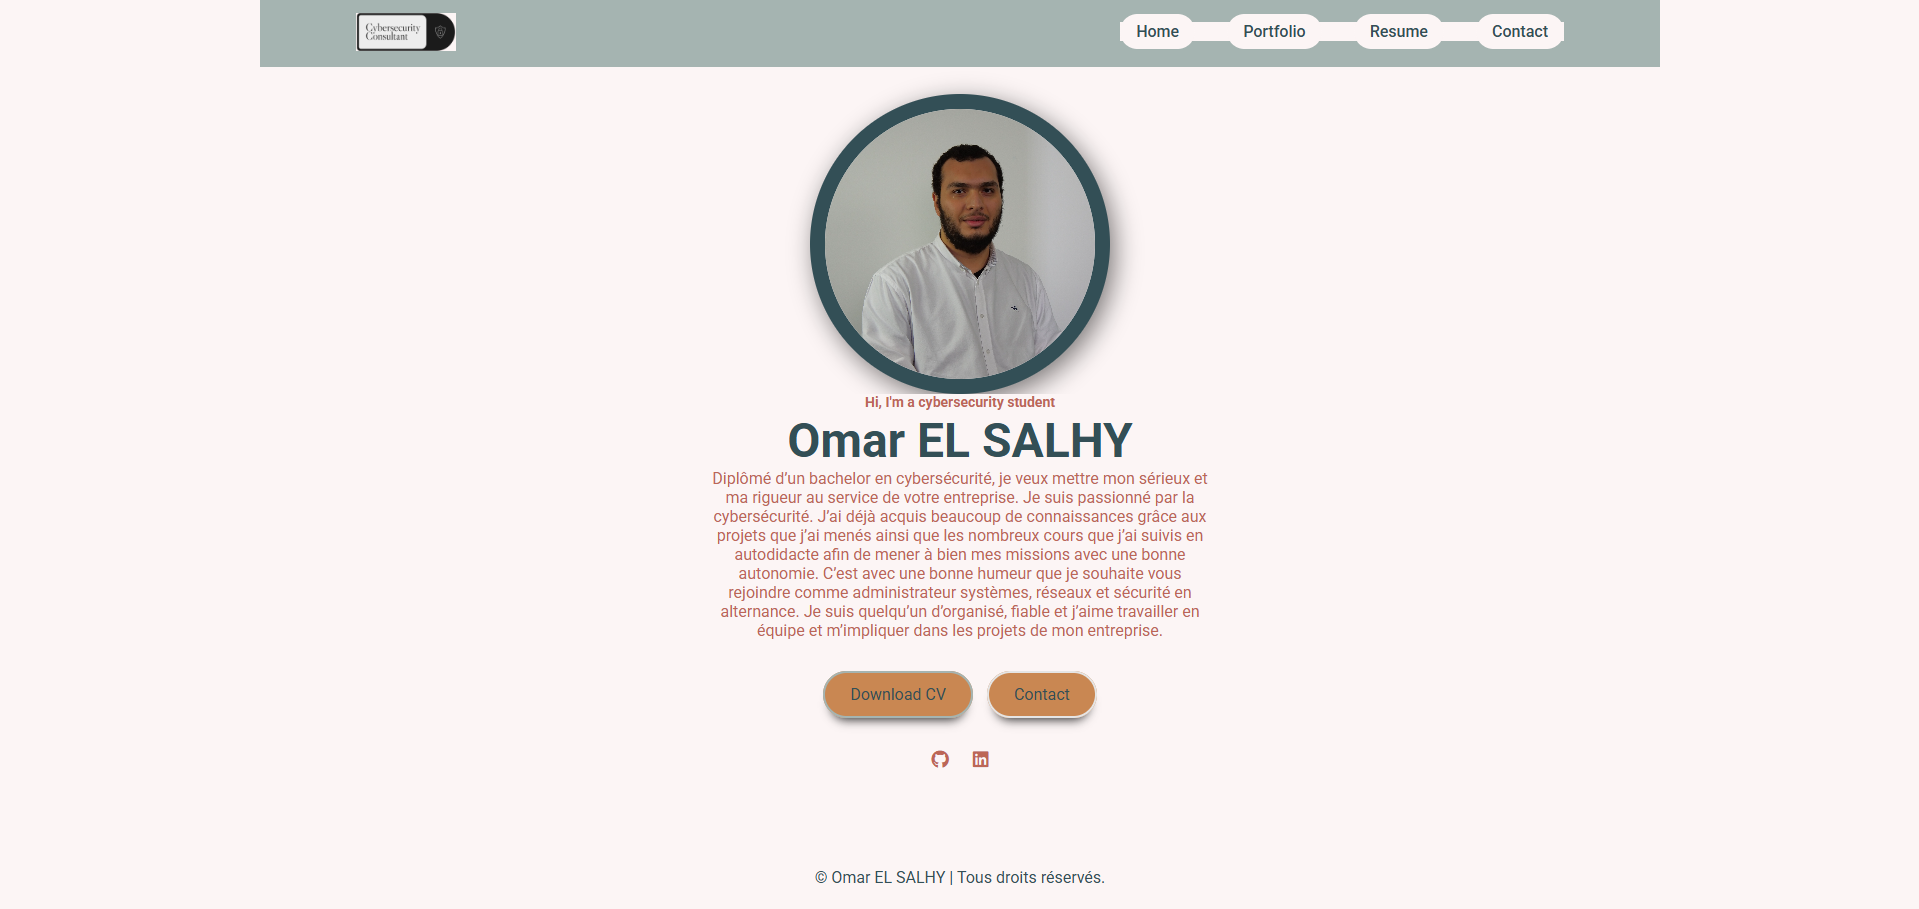 Cybersecurity
Consultant
Home Portfolio Resume Contact
Hi, I'm a cybersecurity student
Omar EL SALHY
Diplômé d’un bachelor en cybersécurité, je veux mettre mon sérieux et
ma rigueur au service de votre entreprise. Je suis passionné par la
cybersécurité. J’ai déjà acquis beaucoup de connaissances grâce aux
projets que j’ai menés ainsi que les nombreux cours que j’ai suivis en
autodidacte afin de mener à bien mes missions avec une bonne
autonomie. C’est avec une bonne humeur que je souhaite vous
rejoindre comme administrateur systèmes, réseaux et sécurité en
alternance. Je suis quelqu’un d’organisé, fiable et j’aime travailler en
équipe et m’impliquer dans les projets de mon entreprise.
Download CV Contact
© Omar EL SALHY | Tous droits réservés.